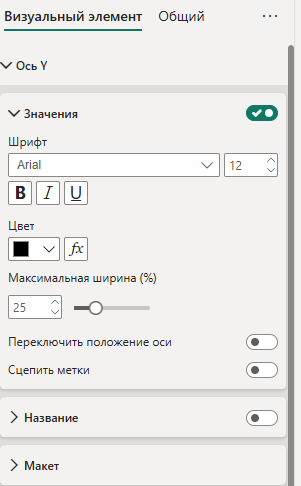 Визуальный элемент Общий ...
Ось Y
Значения
Шрифт
Arial 12
B I U
Цвет
fx
Максимальная ширина (%)
25
Переключить положение оси
Сцепить метки
Название
Макет